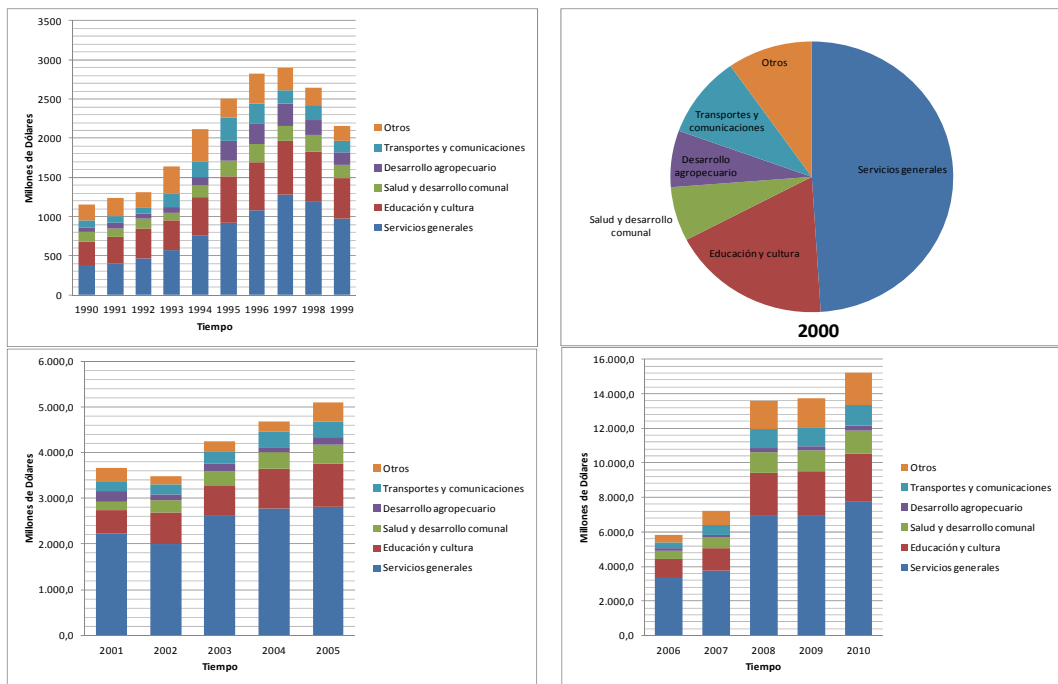 3500
3000
2500
2000
1500
1000
500
0
Millones de Dólares
1990 1991 1992 1993 1994 1995 1996 1997 1998 1999
Tiempo
Otros
Transportes y comunicaciones
Desarrollo agropecuario
Salud y desarrollo comunal
Educación y cultura
Servicios generales
Otros
Transportes y
comunicaciones
Desarrollo
agropecuario
Salud y desarrollo
comunal
Educación y cultura
Servicios generales
2000
6.000,0
5.000,0
4.000,0
3.000,0
2.000,0
1.000,0
0,0
Millones de Dólares
2001 2002 2003 2004 2005
Tiempo
Otros
Transportes y comunicaciones
Desarrollo agropecuario
Salud y desarrollo comunal
Educación y cultura
Servicios generales
16.000,0
14.000,0
12.000,0
10.000,0
8.000,0
6.000,0
4.000,0
2.000,0
0,0
Millones de Dólares
2006 2007 2008 2009 2010
Tiempo
Otros
Transportes y comunicaciones
Desarrollo agropecuario
Salud y desarrollo comunal
Educación y cultura
Servicios generales